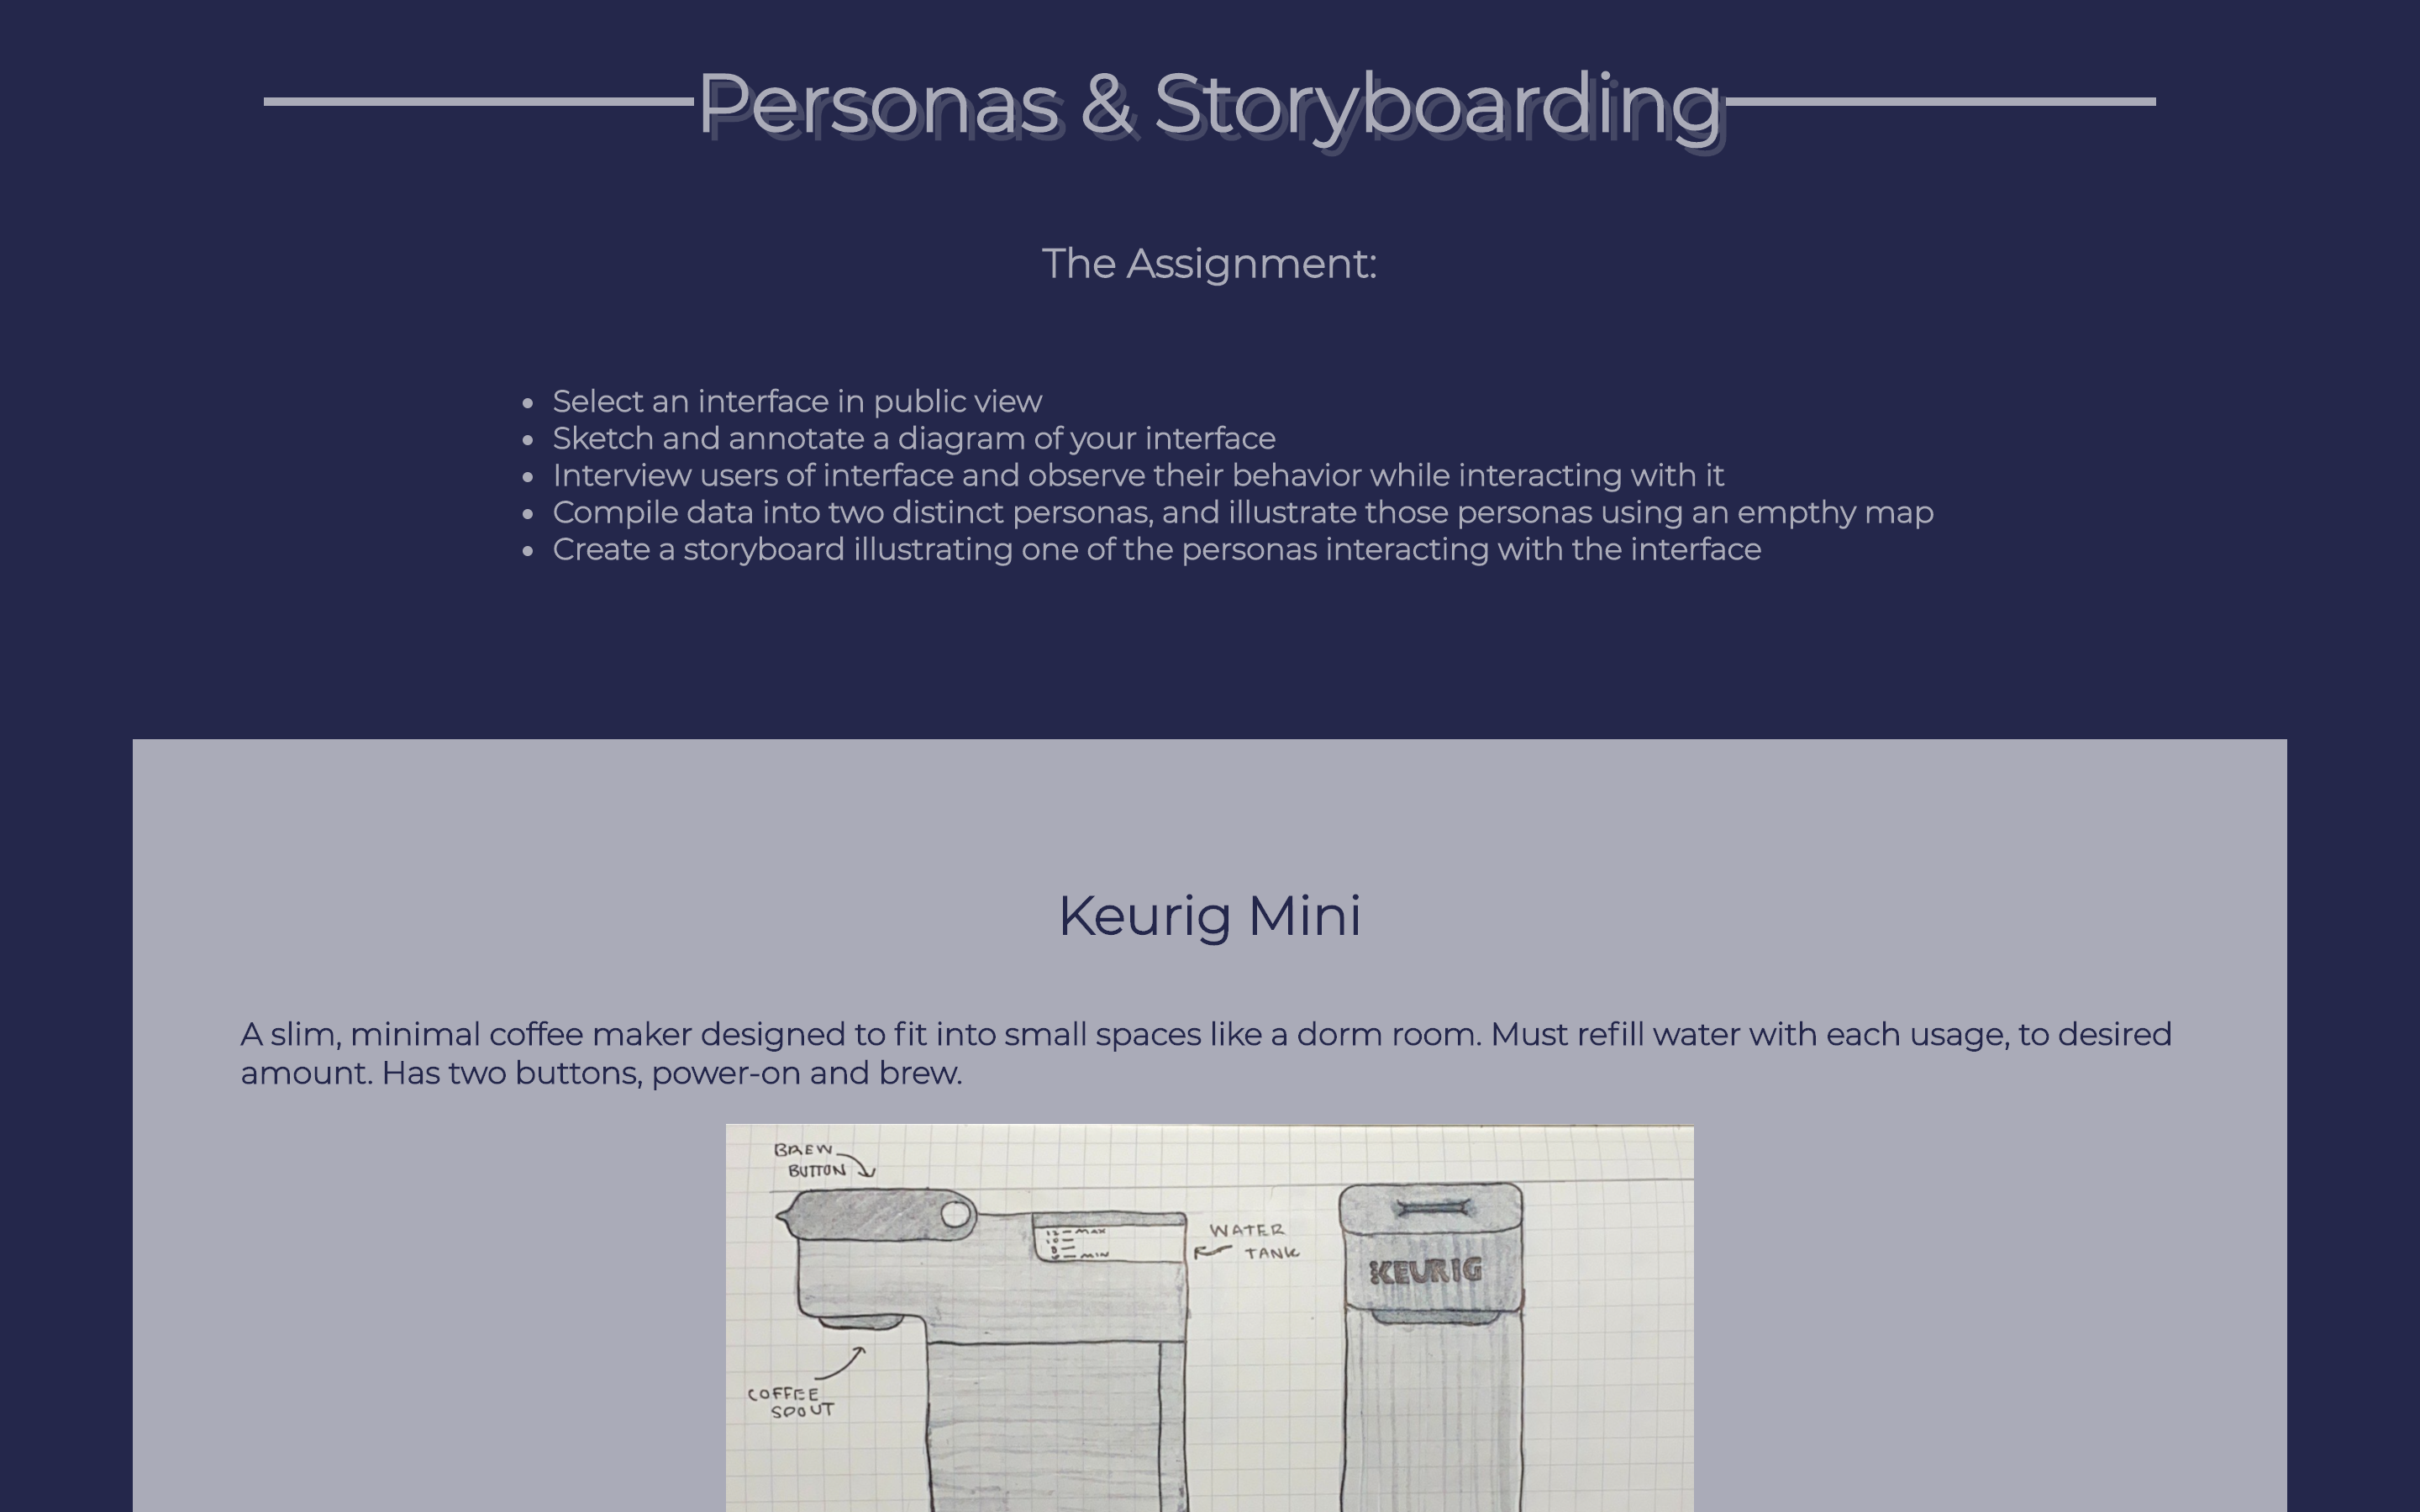 Personas & Storyboarding
The Assignment:
Select an interface in public view
Sketch and annotate a diagram of your interface
Interview users of interface and observe their behavior while interacting with it
Compile data into two distinct personas, and illustrate those personas using an empthy map
Create a storyboard illustrating one of the personas interacting with the interface
Keurig Mini
A slim, minimal coffee maker designed to fit into small spaces like a dorm room. Must refill water with each usage, to desired
amount. Has two buttons, power-on and brew.
BREW
BUTTON
12 – MAX
10 –
8 –
– MIN
WATER
TANK
KEURIG
COFFEE
SPOUT